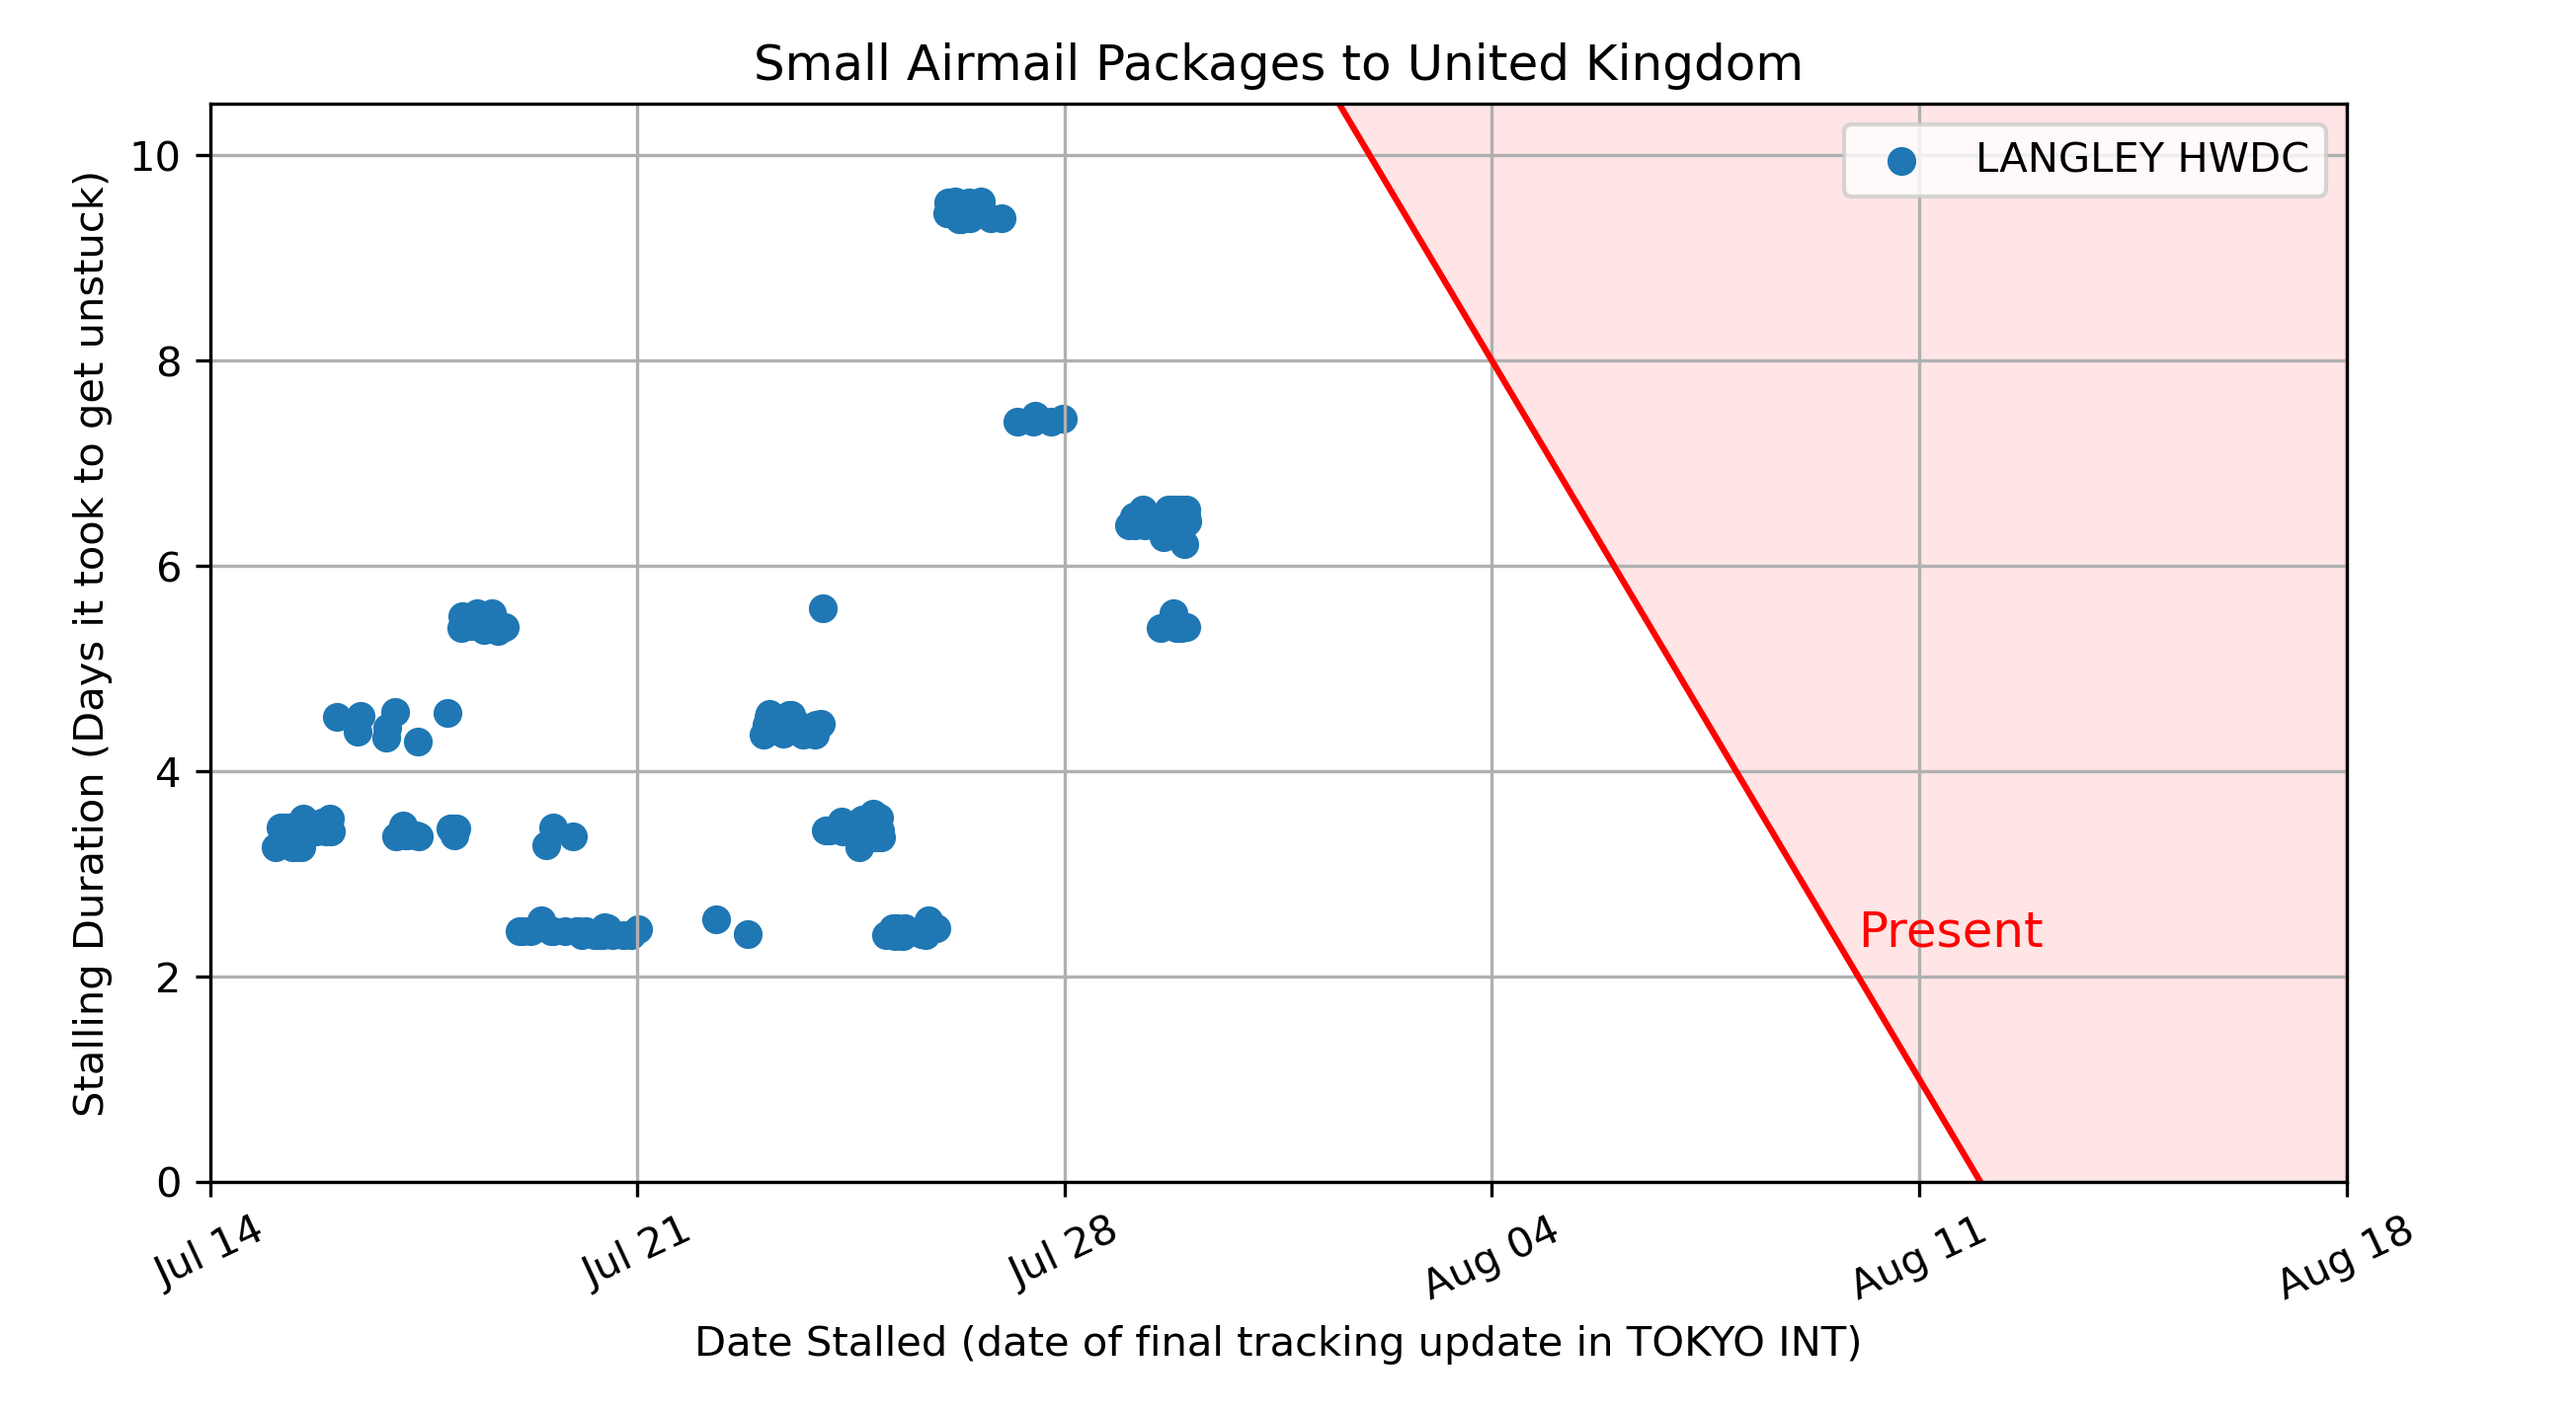 Small Airmail Packages to United Kingdom
Stalling Duration (Days it took to get unstuck)
10
8
6
4
2
0
LANGLEY HWDC
Present
Jul 14
Jul 21
Jul 28
Aug 04
Aug 11
Aug 18
Date Stalled (date of final tracking update in TOKYO INT)